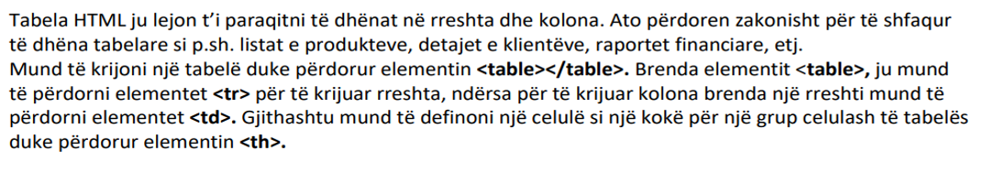 Tabela HTML ju lejon t’i paraqitni të dhënat në rreshta dhe kolona. Ato përdoren zakonisht për të shfaqur
të dhëna tabelare si p.sh. listat e produkteve, detajet e klientëve, raportet financiare, etj.
Mund të krijoni një tabelë duke përdorur elementin <table></table>. Brenda elementit <table>, ju mund
të përdorni elementet <tr> për të krijuar rreshta, ndërsa për të krijuar kolona brenda një rreshti mund të
përdorni elementet <td>. Gjithashtu mund të definoni një celulë si një kokë për një grup celulash të tabelës
duke përdorur elementin <th>.